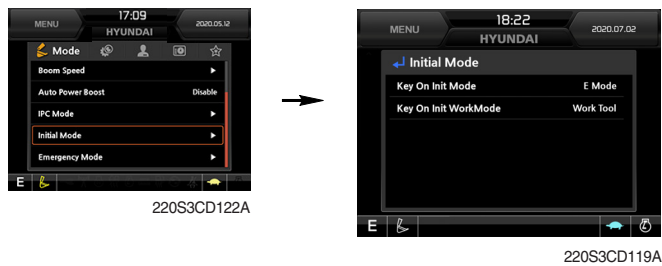 17:09
MENU
2020.05.12
HYUNDAI
Mode
Boom Speed
Auto Power Boost Disable
IPC Mode
Initial Mode
Emergency Mode
E
220S3CD122A
18:22
MENU
2020.07.02
HYUNDAI
Initial Mode
Key On Init Mode E Mode
Key On Init WorkMode Work Tool
E
220S3CD119A